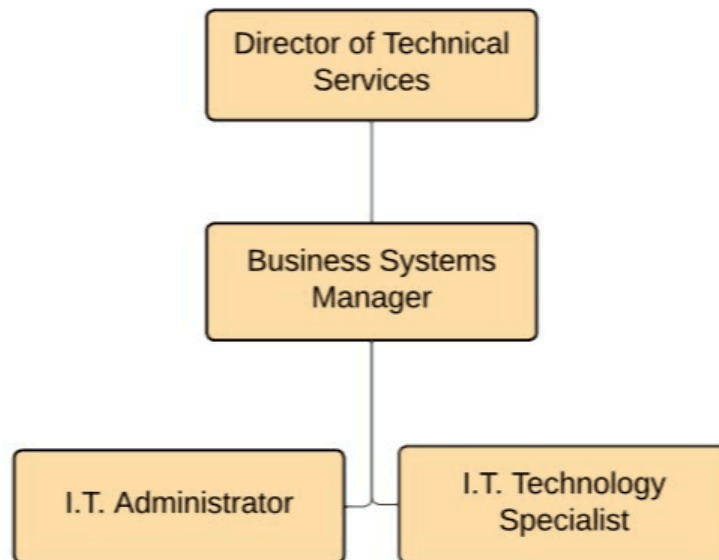 Director of Technical
Services
Business Systems
Manager
I.T. Administrator
I.T. Technology
Specialist